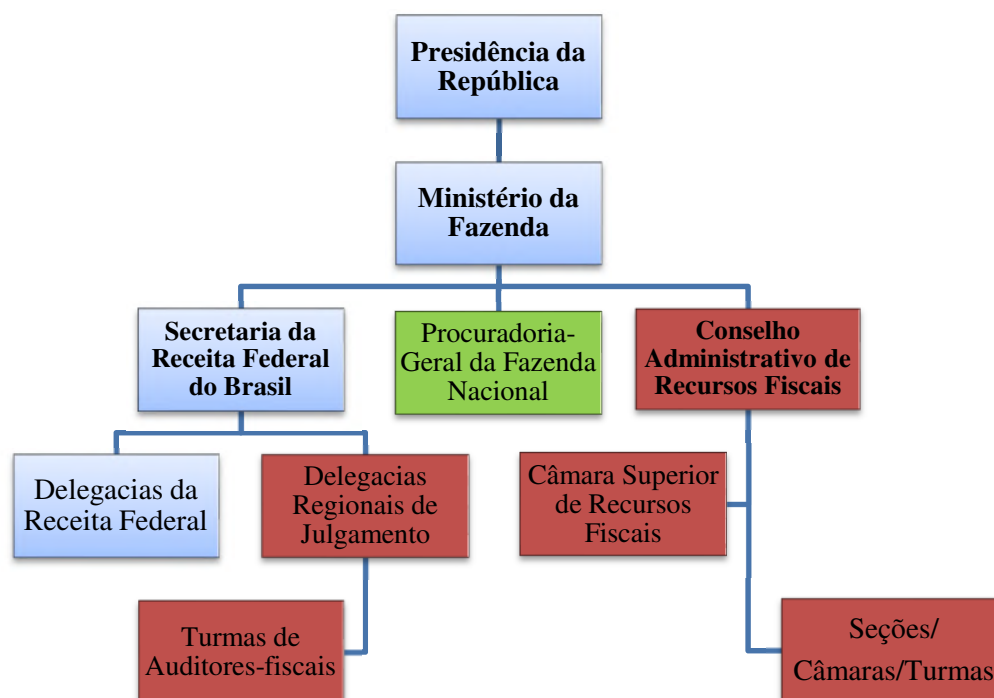 Presidência da
República
Ministério da
Fazenda
Secretaria da
Receita Federal
do Brasil
Procuradoria-
Geral da Fazenda
Nacional
Conselho
Administrativo de
Recursos Fiscais
Delegacias da
Receita Federal
Delegacias
Regionais de
Julgamento
Câmara Superior
de Recursos
Fiscais
Turmas de
Auditores-fiscais
Seções/
Câmaras/Turmas